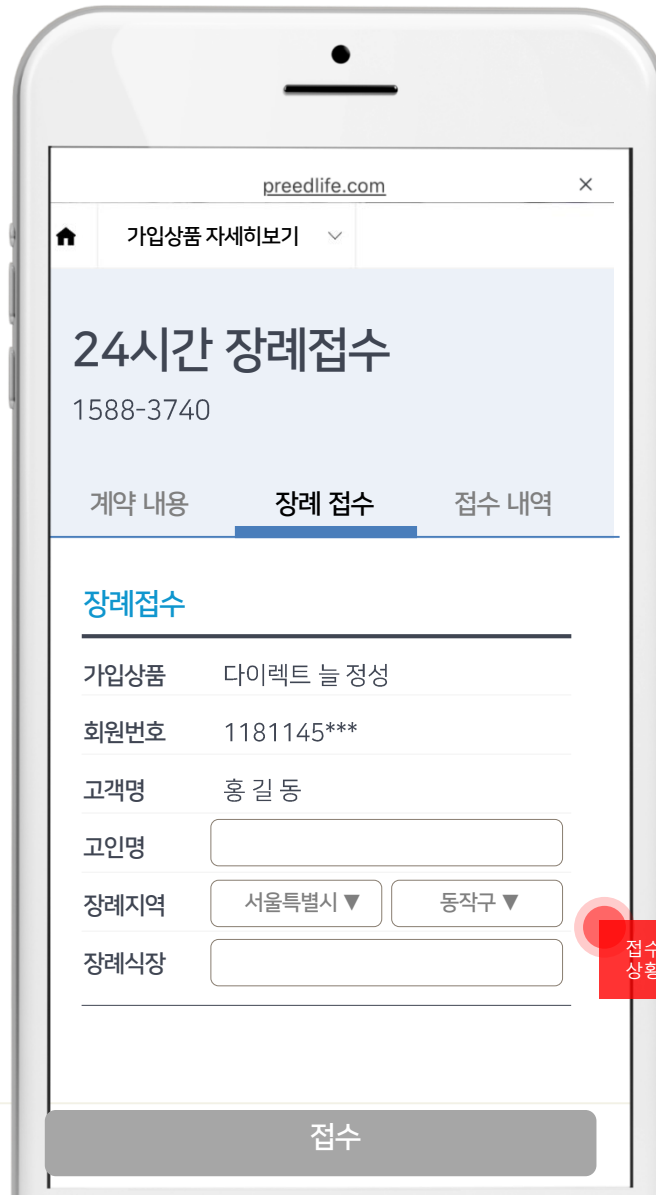 preedlife.com ×
가입상품 자세히보기
24시간 장례접수
1588-3740
계약 내용 장례 접수 접수 내역
장례접수
가입상품 다이렉트 늘 정성
회원번호 1181145***
고객명 홍 길 동
고인명
장례지역 서울특별시 ▼ 동작구 ▼
장례식장
접수
상황
접수